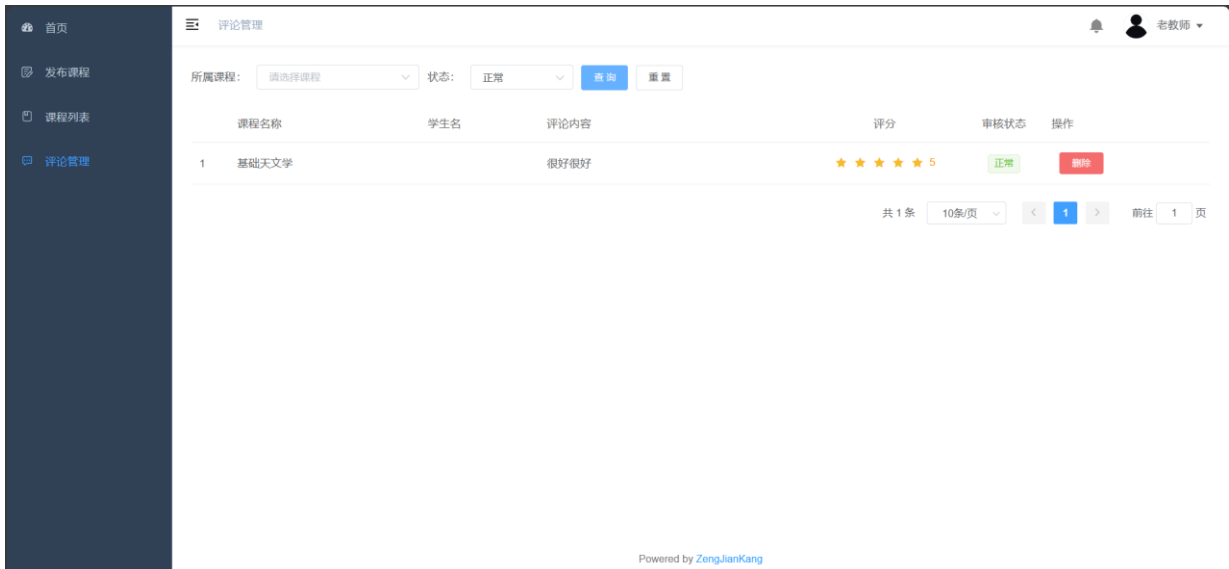 首页
发布课程
课程列表
评论管理
评论管理
老教师
所属课程： 请选择课程 状态： 正常 查询 重置
课程名称 学生名 评论内容 评分 审核状态 操作
1 基础天文学 很好很好 5 正常 删除
共 1 条 10条/页 1 前往 1 页
Powered by ZengJianKang